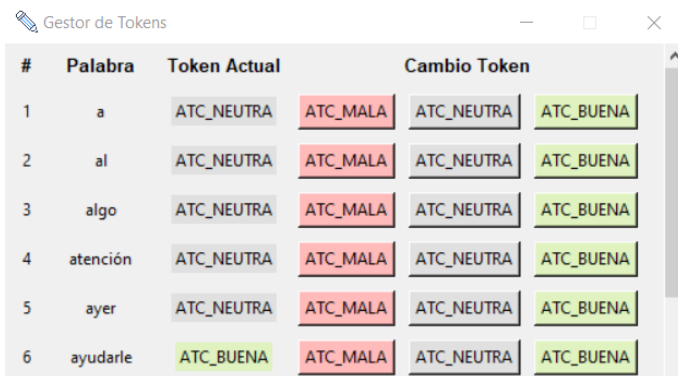 Gestor de Tokens
# Palabra Token Actual Cambio Token
1 a ATC_NEUTRA ATC_MALA ATC_NEUTRA ATC_BUENA
2 al ATC_NEUTRA ATC_MALA ATC_NEUTRA ATC_BUENA
3 algo ATC_NEUTRA ATC_MALA ATC_NEUTRA ATC_BUENA
4 atención ATC_NEUTRA ATC_MALA ATC_NEUTRA ATC_BUENA
5 ayer ATC_NEUTRA ATC_MALA ATC_NEUTRA ATC_BUENA
6 ayudarle ATC_BUENA ATC_MALA ATC_NEUTRA ATC_BUENA